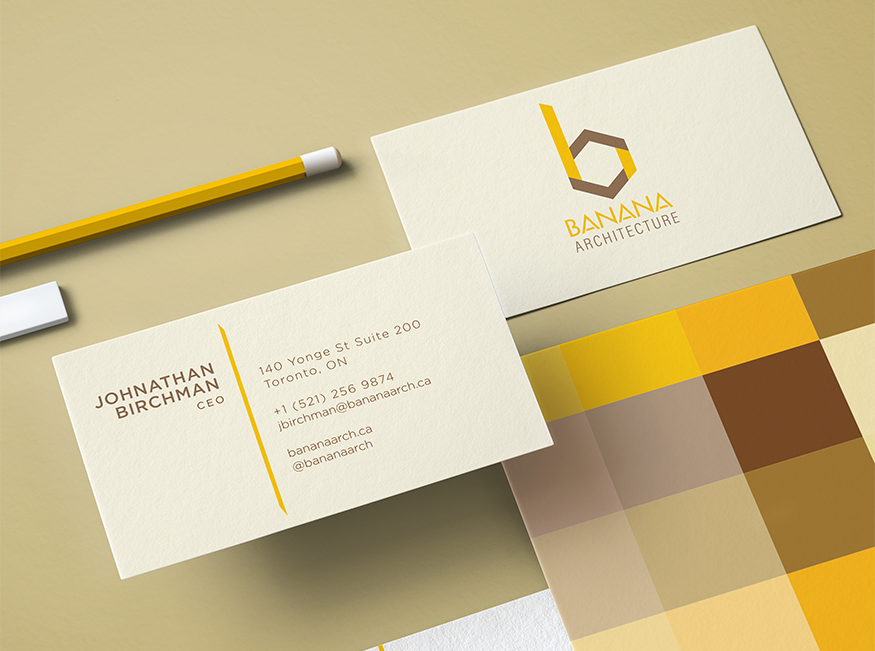 BANANA
ARCHITECTURE
JOHNATHAN
BIRCHMAN
CEO
140 Yonge St Suite 200
Toronto, ON
+1 (521) 256 9874
jbirchman@bananaarch.ca
bananaarch.ca
@bananaarch